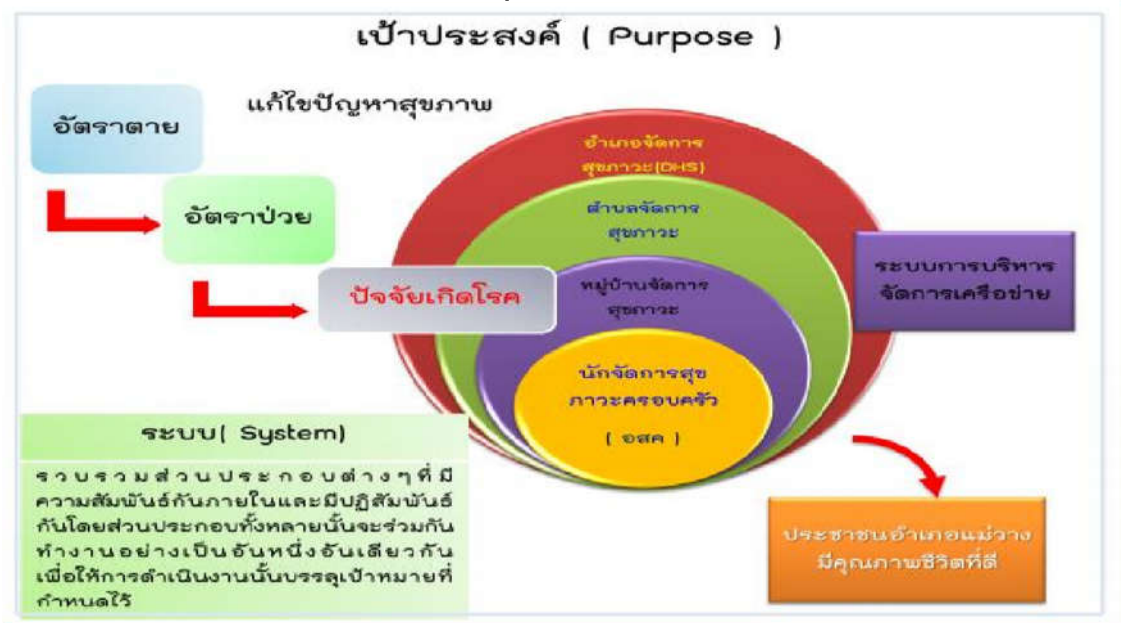 เป้าประสงค์ ( Purpose )
แก้ไขปัญหาสุขภาพ
อัตราตาย
อัตราป่วย
ปัจจัยเกิดโรค
อำเภอจัดการ
สุขภาวะ(DHS)
ตำบลจัดการ
สุขภาวะ
หมู่บ้านจัดการ
สุขภาวะ
นักจัดการสุข
ภาวะครอบครัว
( อสค )
ระบบการบริหาร
จัดการเครือข่าย
ระบบ( System)
รวบรวมส่วนประกอบต่างๆที่มี
ความสัมพันธ์กันภายในและมีปฏิสัมพันธ์
กันโดยส่วนประกอบทั้งหลายนั้นจะร่วมกัน
ทำงานอย่างเป็นอันหนึ่งอันเดียวกัน
เพื่อให้การดำเนินงานนั้นบรรลุเป้าหมายที่
กำหนดไว้
ประชาชนอำเภอแม่วาง
มีคุณภาพชีวิตที่ดี